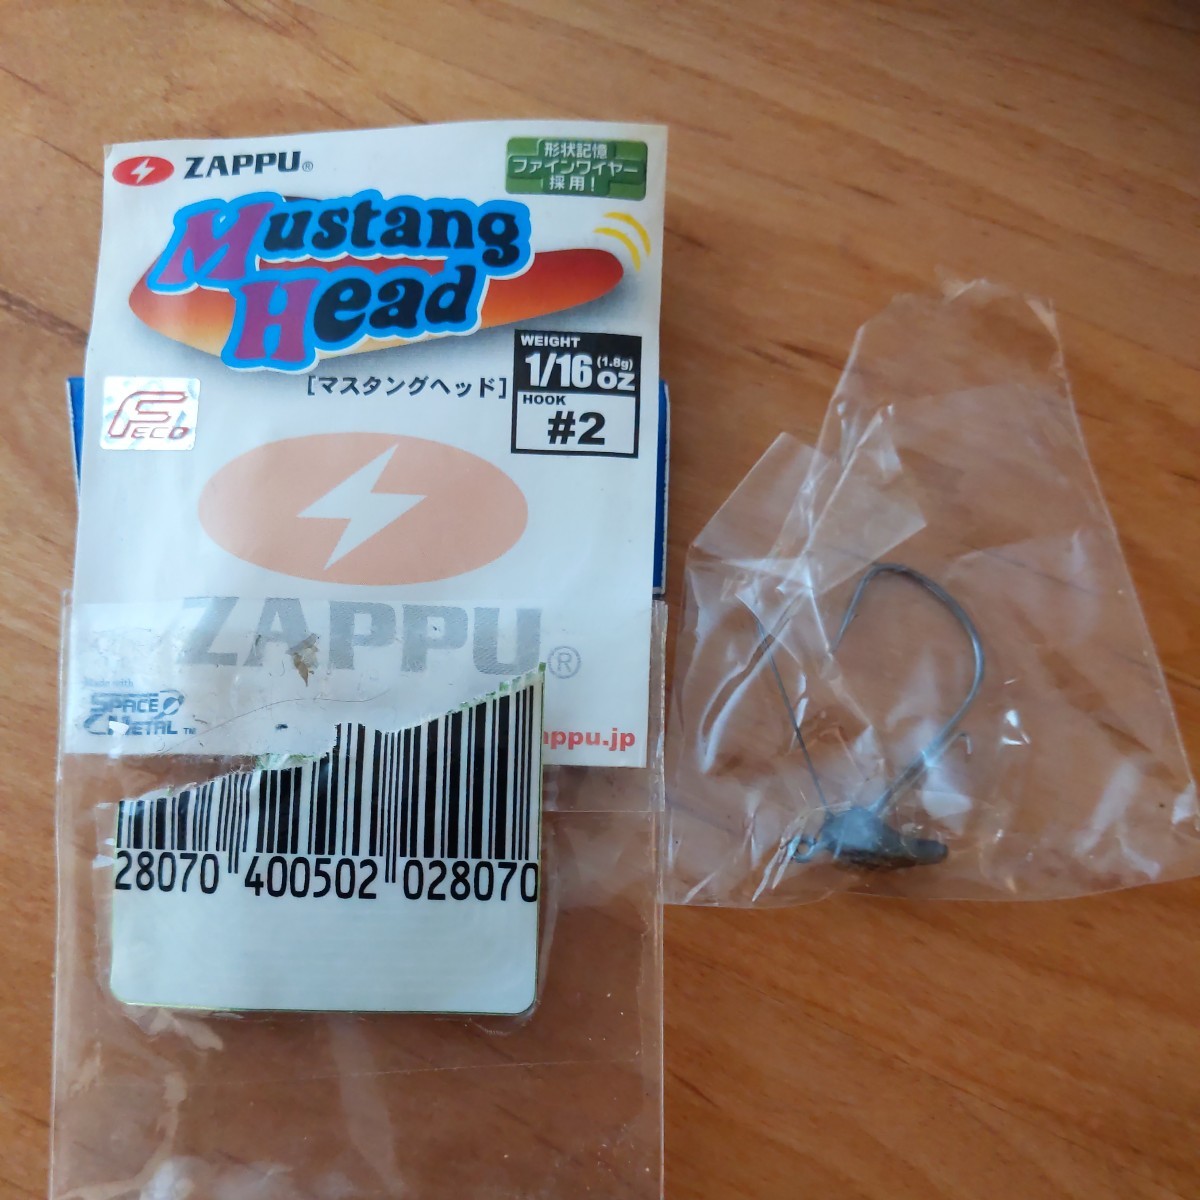 ZAPPU®
形状記憶
ファインワイヤー
採用!
Mustang
Head
WEIGHT
1/16 (1.8g) oz
HOOK
#2
[マスタングヘッド]
FECO
ZAPPU®
Made with
SPACE
METAL™
appu.jp
28070 400502 028070